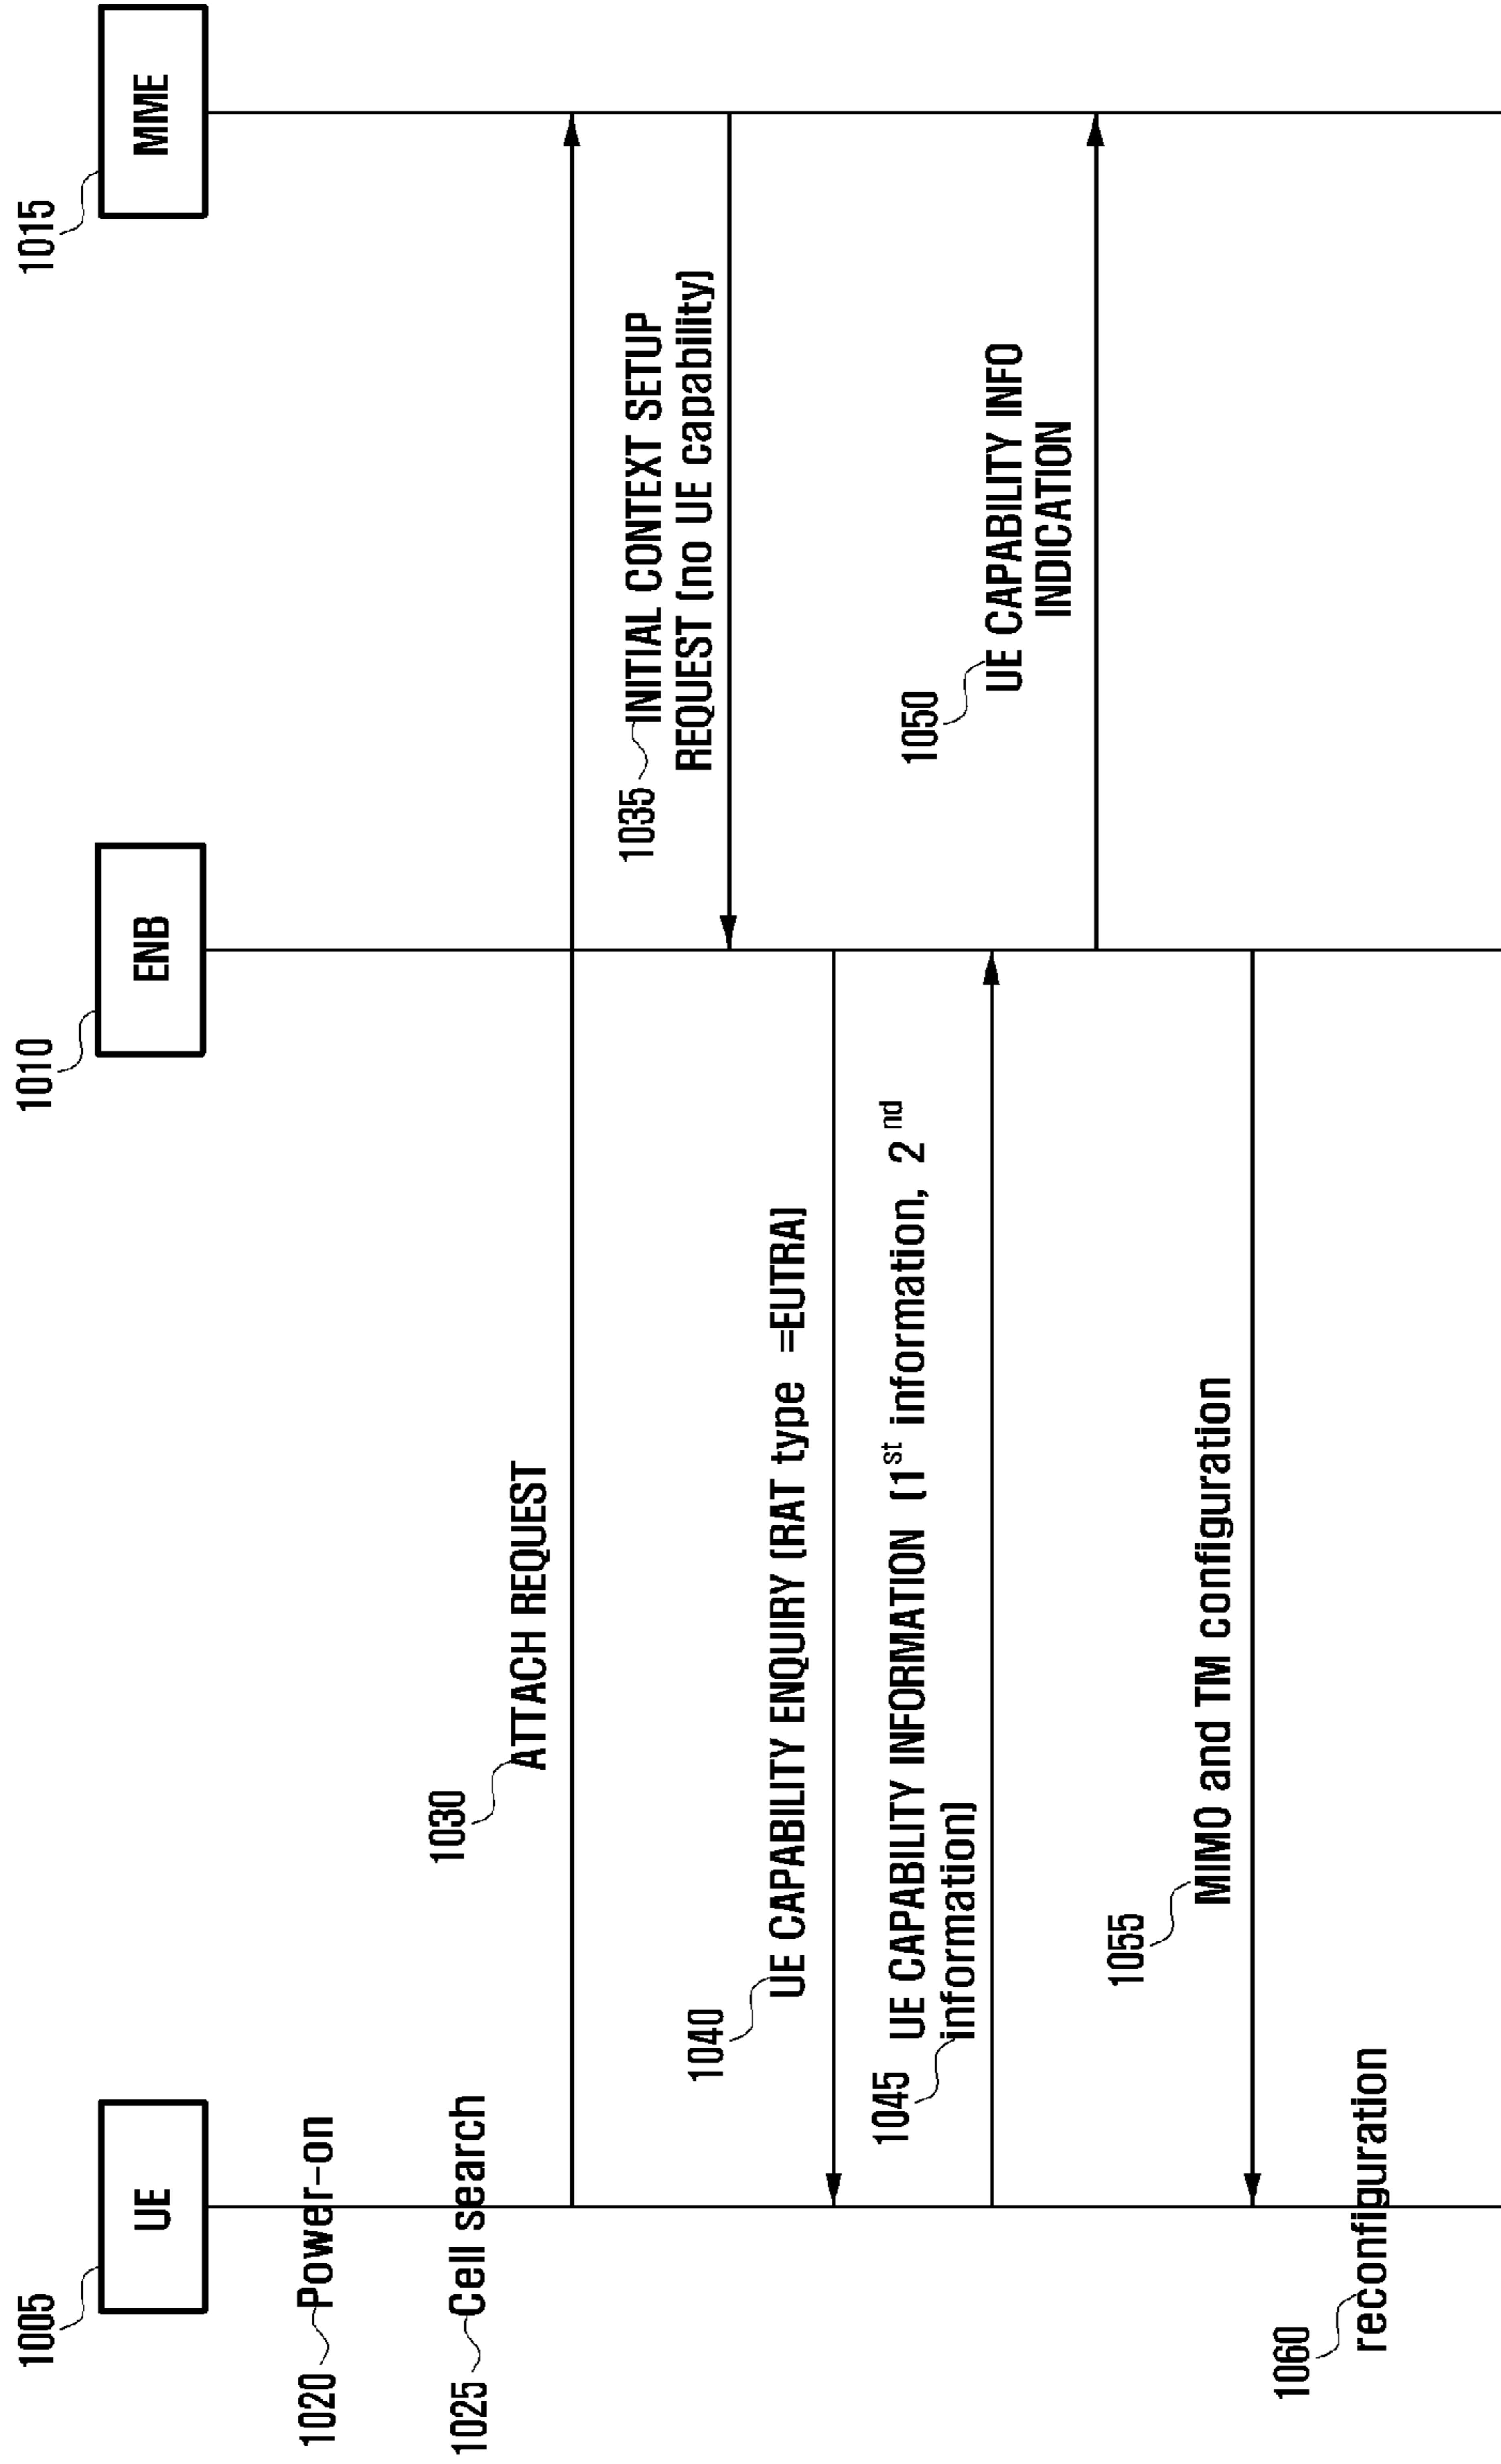 1005
UE
1010
ENB
1015
MME
1020
Power-on
1025
Cell search
1030
ATTACH REQUEST
1035
INITIAL CONTEXT SETUP
REQUEST (no UE capability)
1040
UE CAPABILITY ENQUIRY (RAT type =EUTRA)
1045
UE CAPABILITY INFORMATION (1st information, 2nd
information)
1050
UE CAPABILITY INFO
INDICATION
1055
MIMO and TM configuration
1060
reconfiguration